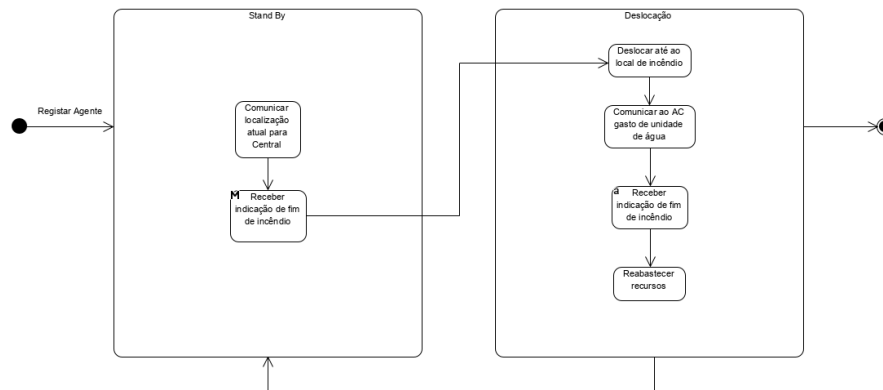 Stand By
Deslocação
Registar Agente
Comunicar
localização
atual para
Central
M
Receber
indicação de fim
de incêndio
Deslocar até ao
local de incêndio
Comunicar ao AC
gasto de unidade
de água
a
Receber
indicação de fim
de incêndio
Reabastecer
recursos